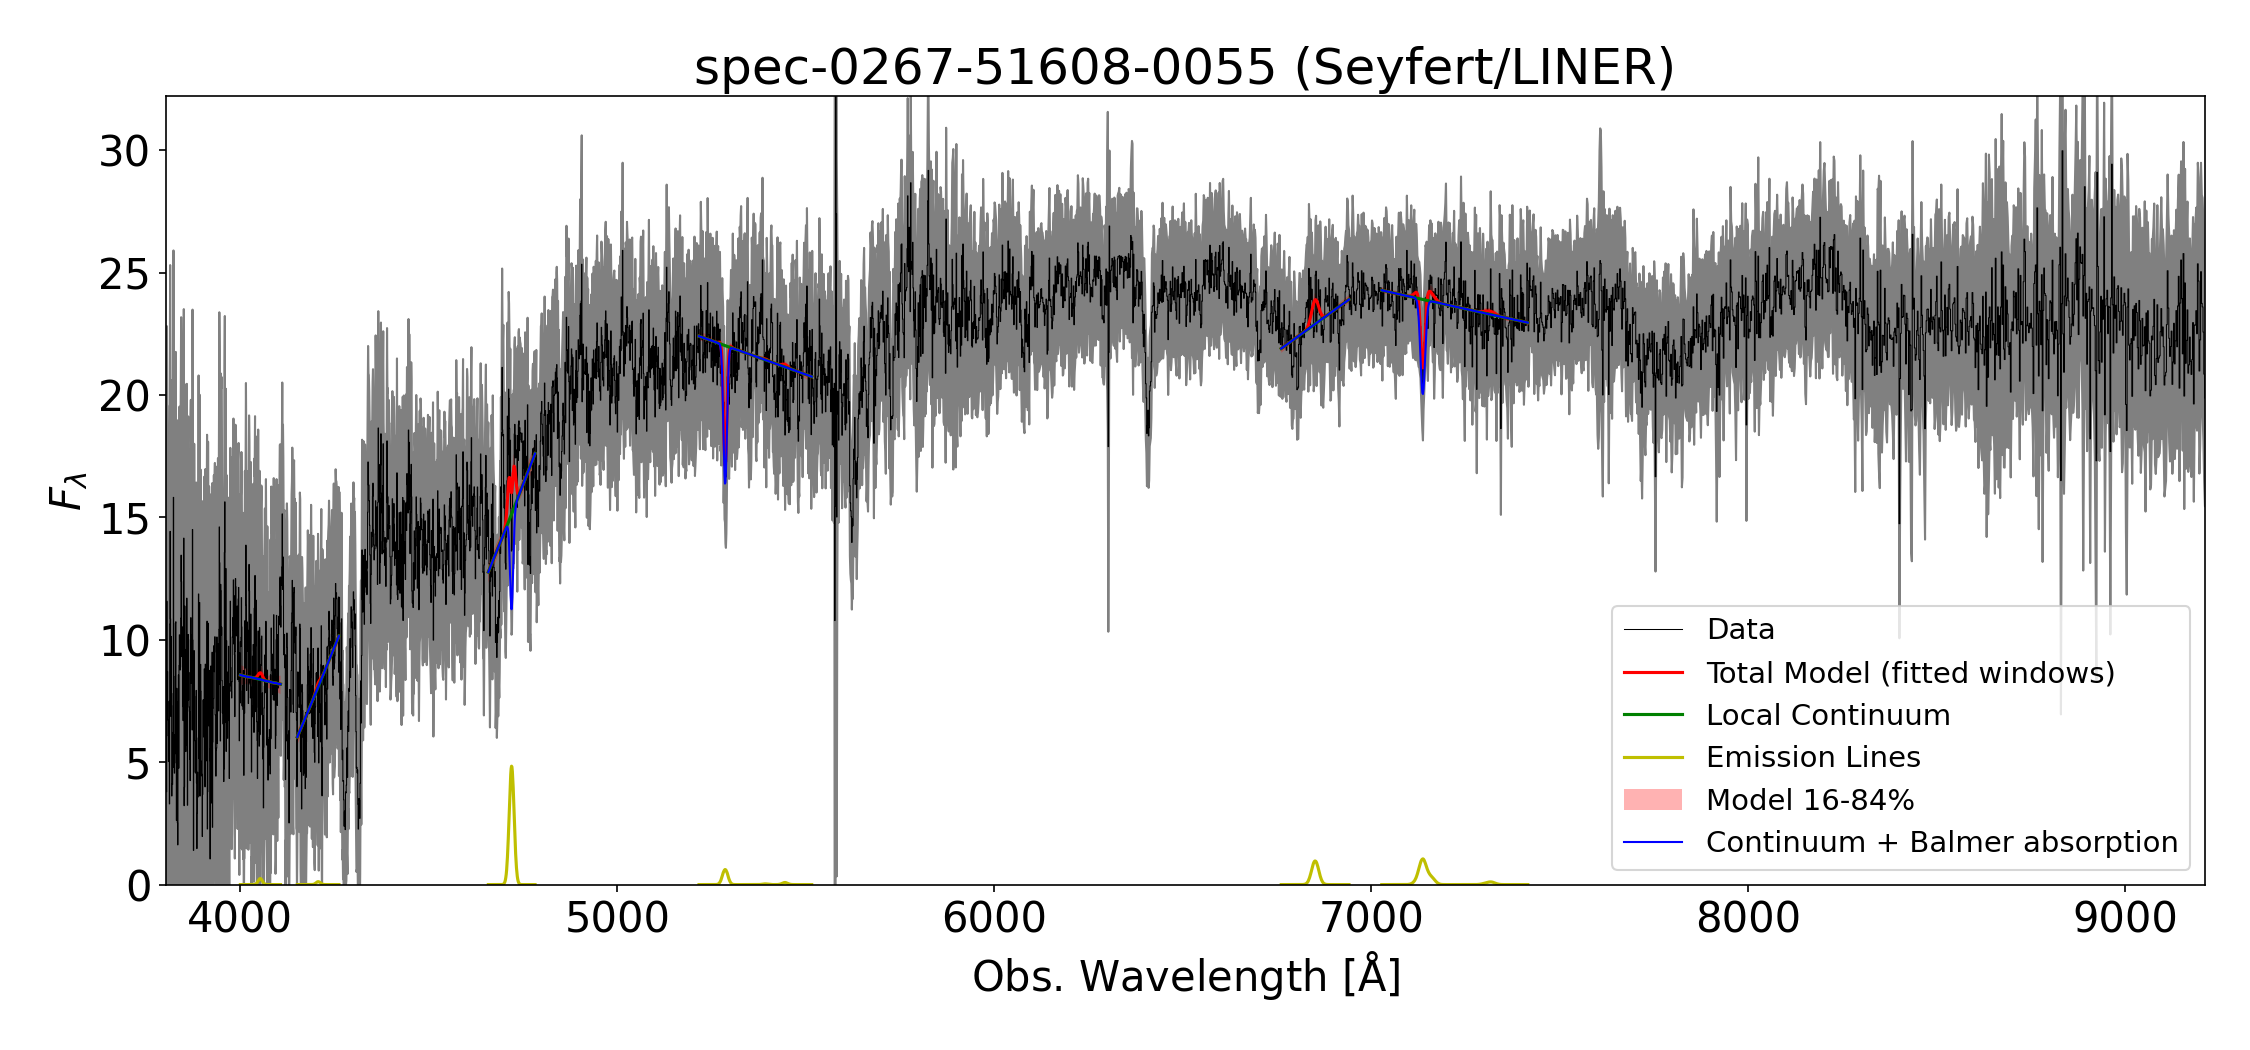 spec-0267-51608-0055 (Seyfert/LINER)
30
25
20
15
10
5
0
F_λ
4000 5000 6000 7000 8000 9000
Obs. Wavelength [Å]
Data
Total Model (fitted windows)
Local Continuum
Emission Lines
Model 16-84%
Continuum + Balmer absorption